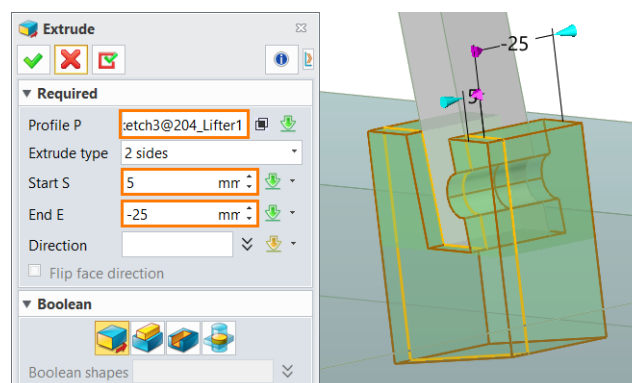 Extrude
Required
Profile P :etch3@204_Lifter1
Extrude type 2 sides
Start S 5 mm
End E -25 mm
Direction
Flip face direction
Boolean
Boolean shapes
-25
5